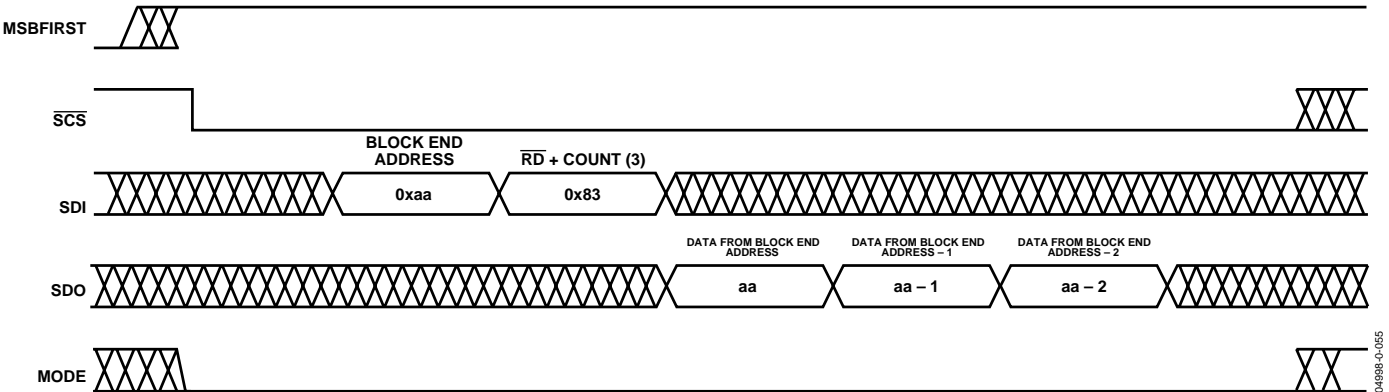 MSBFIRST
SCS
BLOCK END
ADDRESS
RD + COUNT (3)
SDI
0xaa
0x83
DATA FROM BLOCK END
ADDRESS
DATA FROM BLOCK END
ADDRESS – 1
DATA FROM BLOCK END
ADDRESS – 2
SDO
aa
aa – 1
aa – 2
MODE
04998-0-055